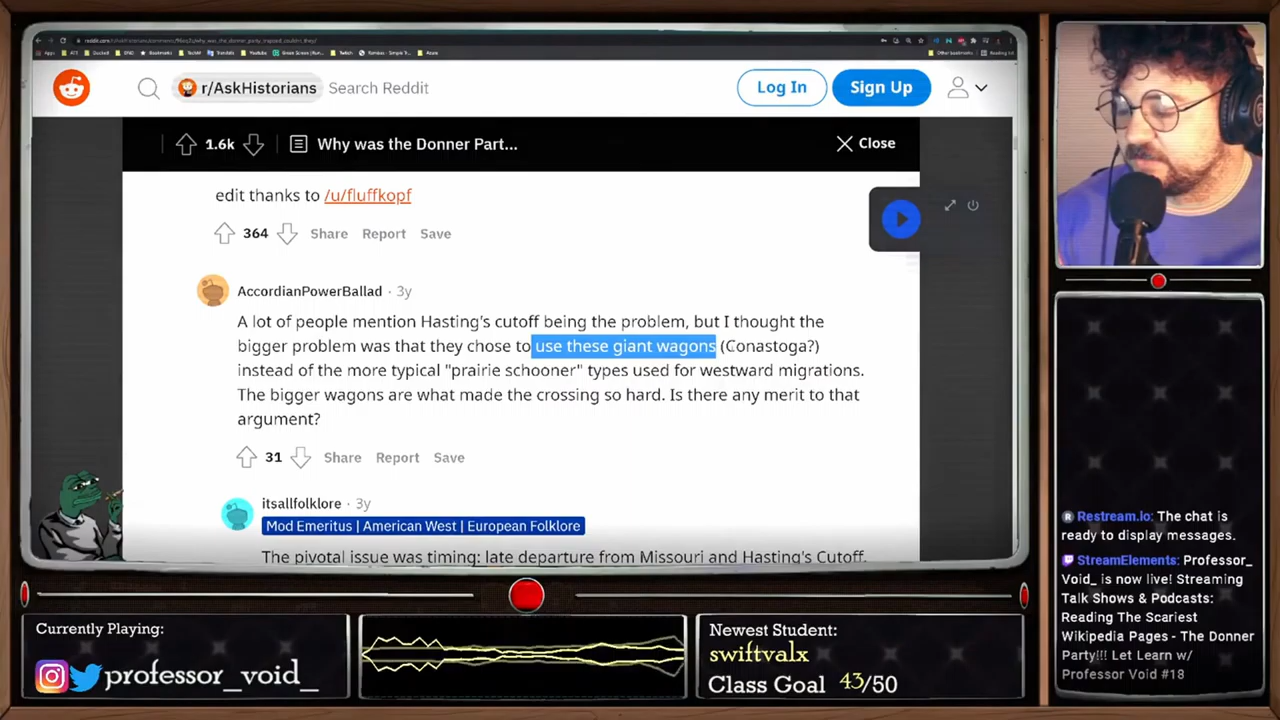 r/AskHistorians
Search Reddit
Log In
Sign Up
1.6k
Why was the Donner Part...
Close
edit thanks to /u/fluffkopf
364 Share Report Save
AccordianPowerBallad · 3y
A lot of people mention Hasting's cutoff being the problem, but I thought the
bigger problem was that they chose to use these giant wagons (Conastoga?)
instead of the more typical "prairie schooner" types used for westward migrations.
The bigger wagons are what made the crossing so hard. Is there any merit to that
argument?
31 Share Report Save
itsallfolklore · 3y
Mod Emeritus | American West | European Folklore
The pivotal issue was timing: late departure from Missouri and Hasting's Cutoff.
Restream.io: The chat is
ready to display messages.
StreamElements: Professor_
Void_ is now live! Streaming
Talk Shows & Podcasts:
Reading The Scariest
Wikipedia Pages - The Donner
Party!!! Let Learn w/
Professor Void #18
Currently Playing:
professor_void_
Newest Student:
swiftvalx
Class Goal 43/50